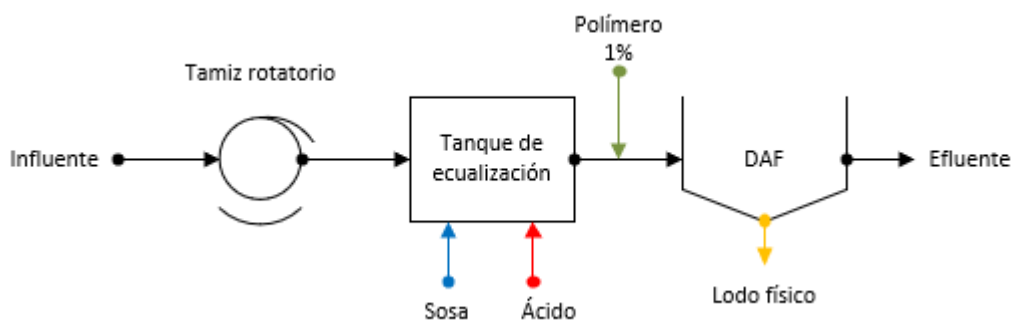 Polímero
1%
Tamiz rotatorio
Influente
Tanque de
ecualización
DAF
Efluente
Sosa
Ácido
Lodo físico